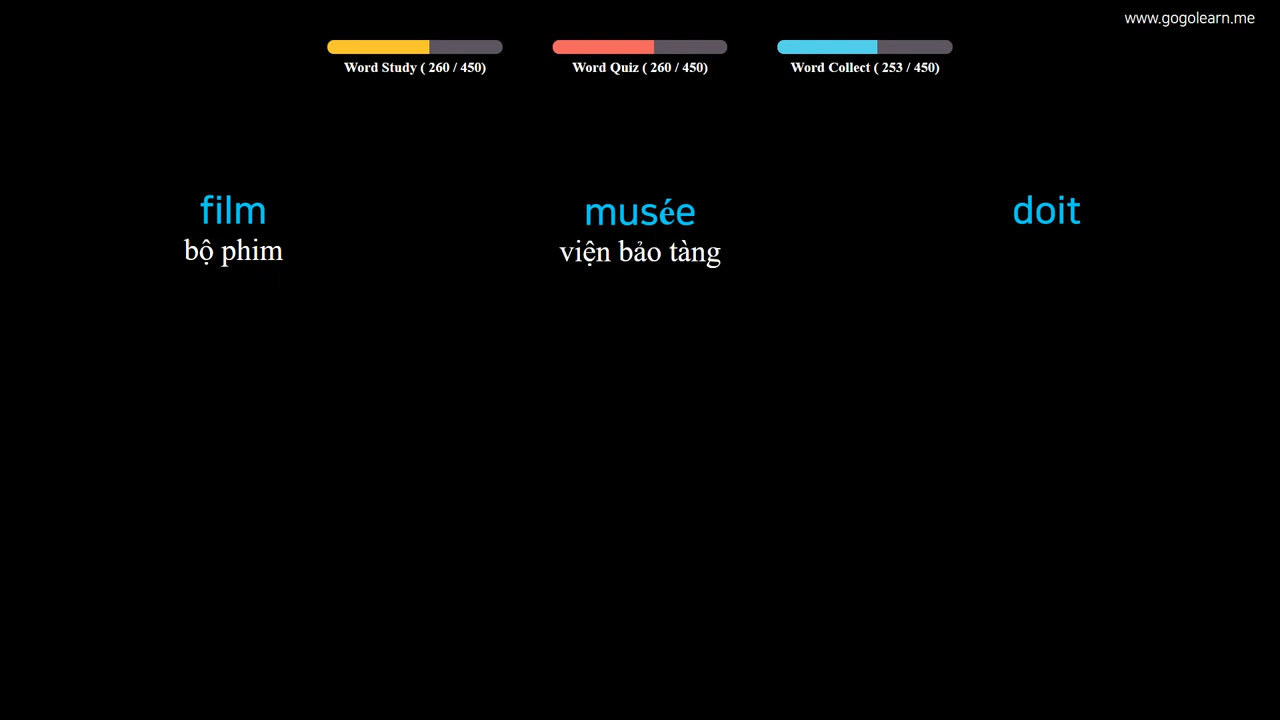 www.gogolearn.me
Word Study ( 260 / 450)
Word Quiz ( 260 / 450)
Word Collect ( 253 / 450)
film
bộ phim
musée
viện bảo tàng
doit